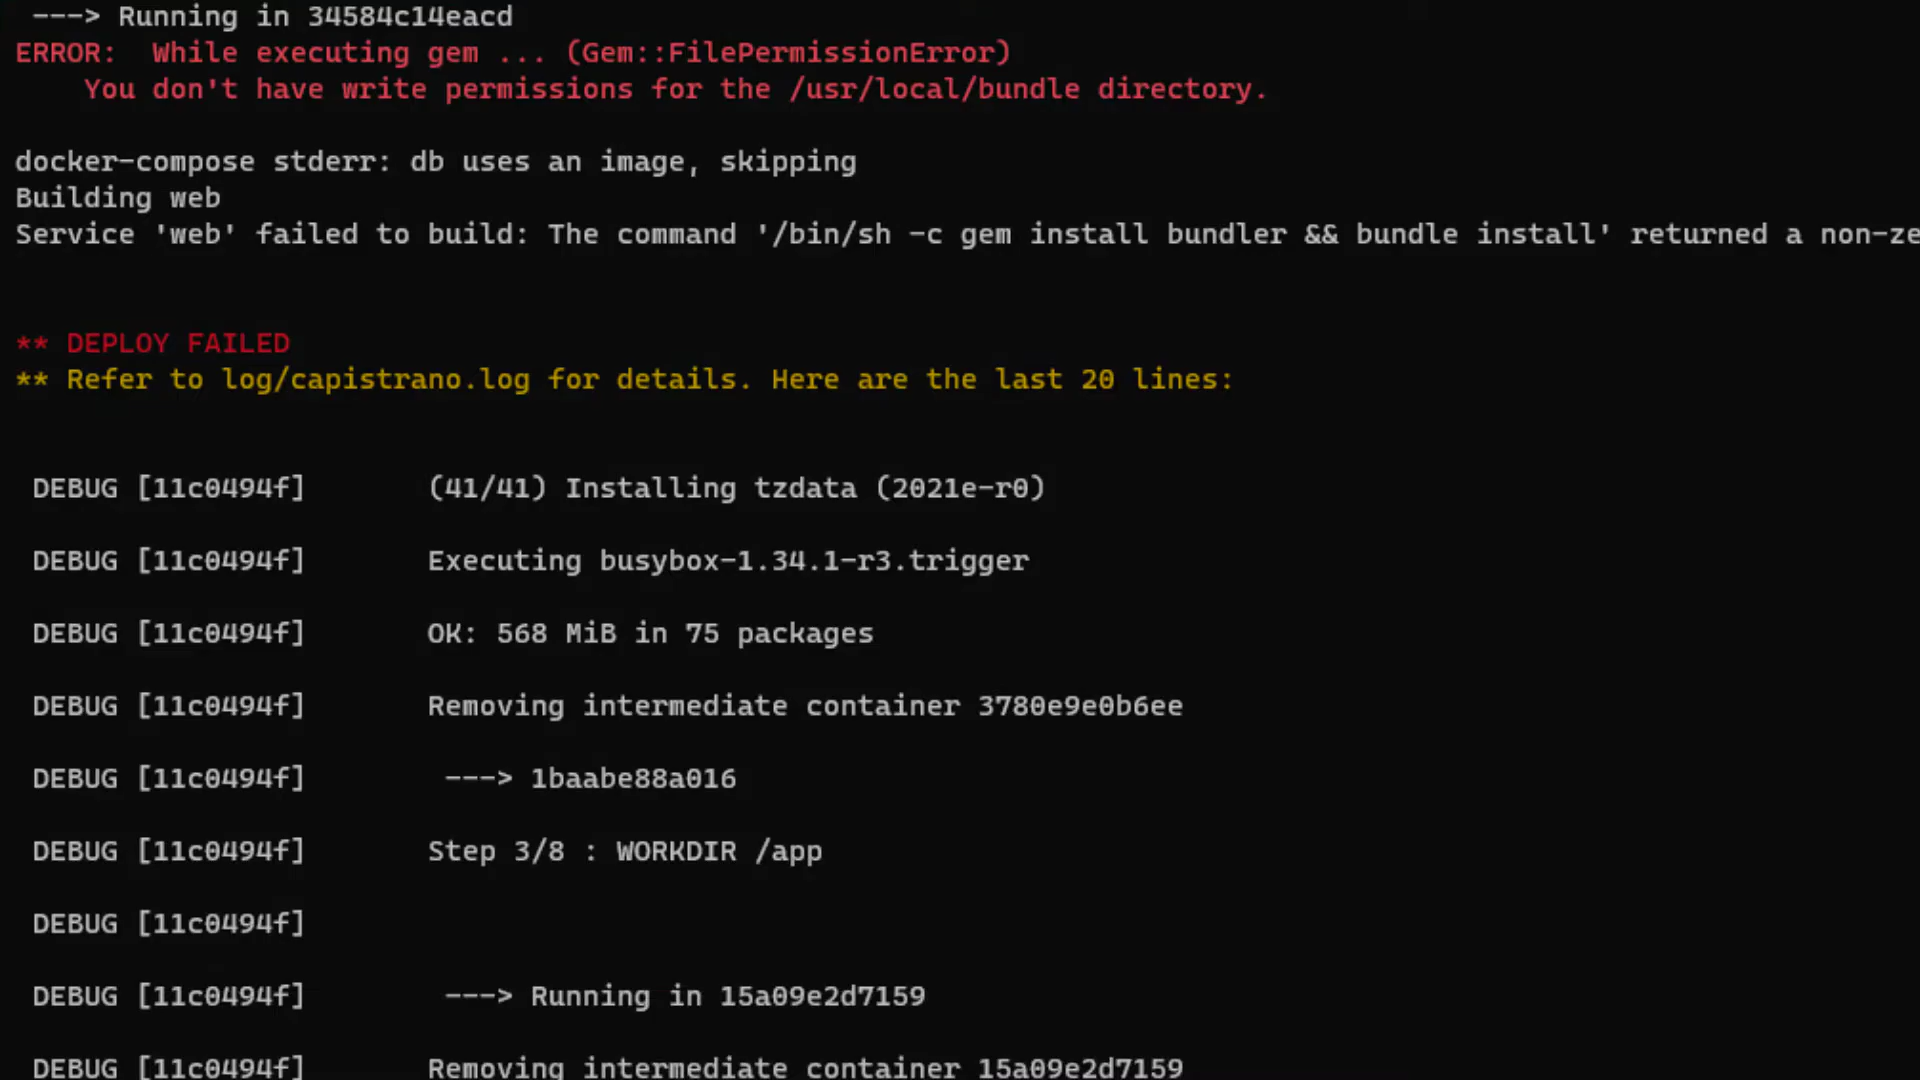 ---> Running in 34584c14eacd
ERROR:  While executing gem ... (Gem::FilePermissionError)
    You don't have write permissions for the /usr/local/bundle directory.
docker-compose stderr: db uses an image, skipping
Building web
Service 'web' failed to build: The command '/bin/sh -c gem install bundler && bundle install' returned a non-ze
** DEPLOY FAILED
** Refer to log/capistrano.log for details. Here are the last 20 lines:
DEBUG [11c0494f]       (41/41) Installing tzdata (2021e-r0)
DEBUG [11c0494f]       Executing busybox-1.34.1-r3.trigger
DEBUG [11c0494f]       OK: 568 MiB in 75 packages
DEBUG [11c0494f]       Removing intermediate container 3780e9e0b6ee
DEBUG [11c0494f]        ---> 1baabe88a016
DEBUG [11c0494f]       Step 3/8 : WORKDIR /app
DEBUG [11c0494f]
DEBUG [11c0494f]        ---> Running in 15a09e2d7159
DEBUG [11c0494f]       Removing intermediate container 15a09e2d7159